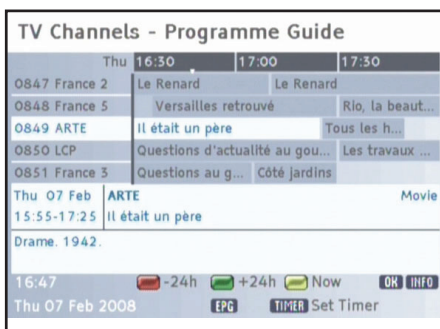 TV Channels - Programme Guide
Thu 16:30 17:00 17:30
0847 France 2 Le Renard Le Renard
0848 France 5 Versailles retrouvé Rio, la beaut...
0849 ARTE Il était un père Tous les h...
0850 LCP Questions d'actualité au gou... Les travaux ...
0851 France 3 Questions au g... Côté jardins
Thu 07 Feb ARTE Movie
15:55-17:25 Il était un père
Drame. 1942.
16:47 -24h +24h Now OK INFO
Thu 07 Feb 2008 EPG TIMER Set Timer